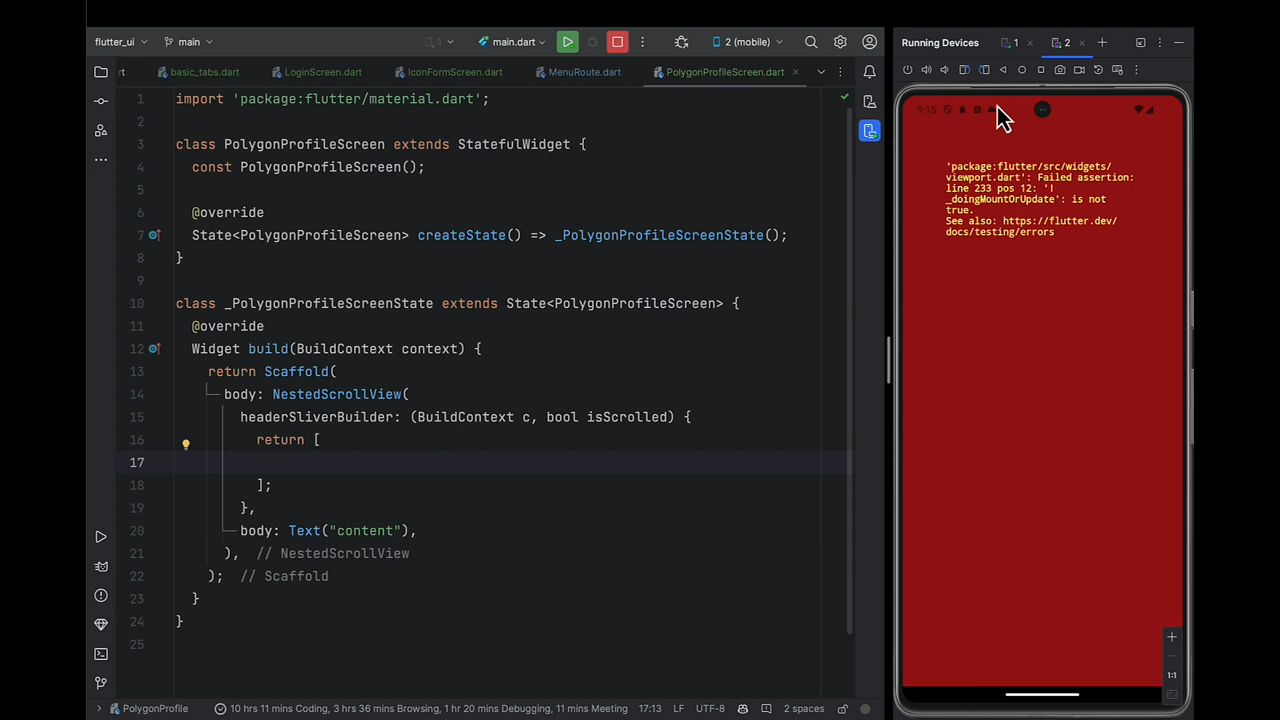 flutter_ui main 1 main.dart 2 (mobile) Running Devices 1 2
rt basic_tabs.dart LoginScreen.dart IconFormScreen.dart MenuRoute.dart PolygonProfileScreen.dart
1 import 'package:flutter/material.dart';
2
3 class PolygonProfileScreen extends StatefulWidget {
4 const PolygonProfileScreen();
5
6 @override
7 State<PolygonProfileScreen> createState() => _PolygonProfileScreenState();
8 }
9
10 class _PolygonProfileScreenState extends State<PolygonProfileScreen> {
11 @override
12 Widget build(BuildContext context) {
13 return Scaffold(
14 body: NestedScrollView(
15 headerSliverBuilder: (BuildContext c, bool isScrolled) {
16 return [
17
18 ];
19 },
20 body: Text("content"),
21 ), // NestedScrollView
22 ); // Scaffold
23 }
24 }
25
9:15
'package:flutter/src/widgets/
viewport.dart': Failed assertion:
line 233 pos 12: '!
_doingMountOrUpdate': is not
true.
See also: https://flutter.dev/
docs/testing/errors
1:1
PolygonProfile 10 hrs 11 mins Coding, 3 hrs 36 mins Browsing, 1 hr 20 mins Debugging, 11 mins Meeting 17:13 LF UTF-8 2 spaces